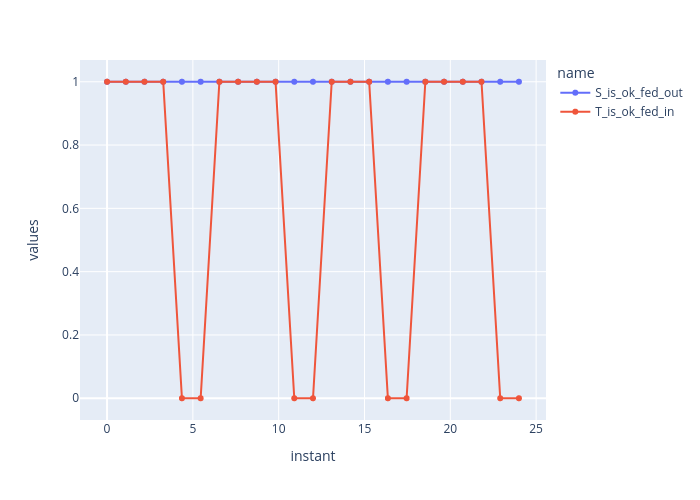 name
S_is_ok_fed_out
T_is_ok_fed_in
1
0.8
0.6
0.4
0.2
0
values
0 5 10 15 20 25
instant